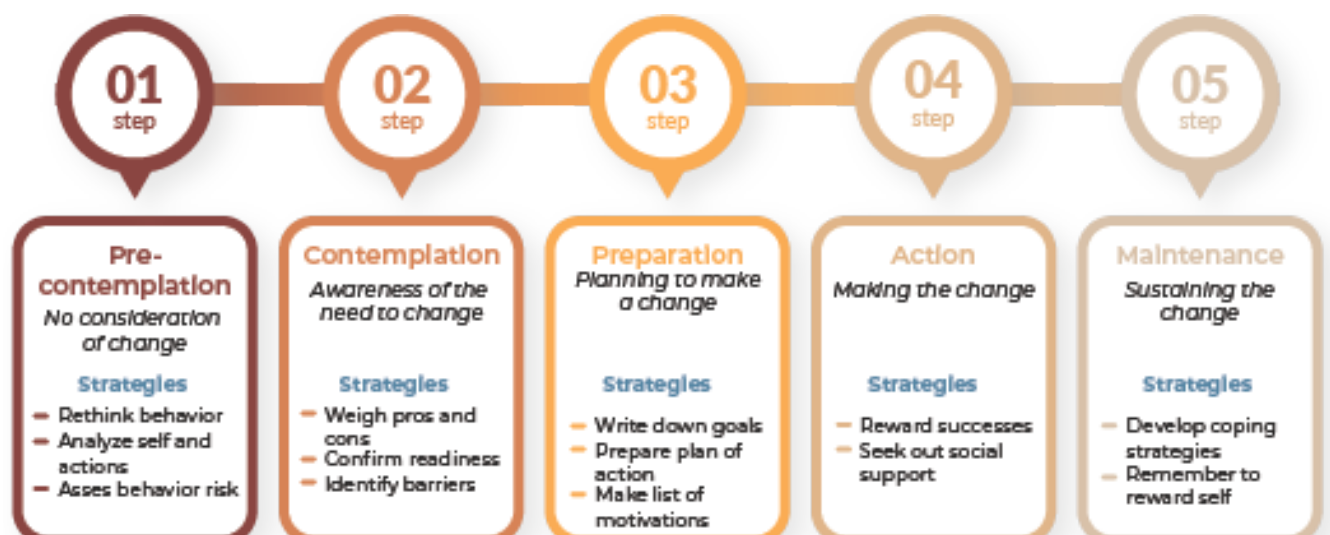 01
step
02
step
03
step
04
step
05
step
Pre-
contemplation
No consideration
of change
Strategies
Rethink behavior
Analyze self and
actions
Asses behavior risk
Contemplation
Awareness of the
need to change
Strategies
Weigh pros and
cons
Confirm readiness
Identify barriers
Preparation
Planning to make
a change
Strategies
Write down goals
Prepare plan of
action
Make list of
motivations
Action
Making the change
Strategies
Reward successes
Seek out social
support
Maintenance
Sustaining the
change
Strategies
Develop coping
strategies
Remember to
reward self